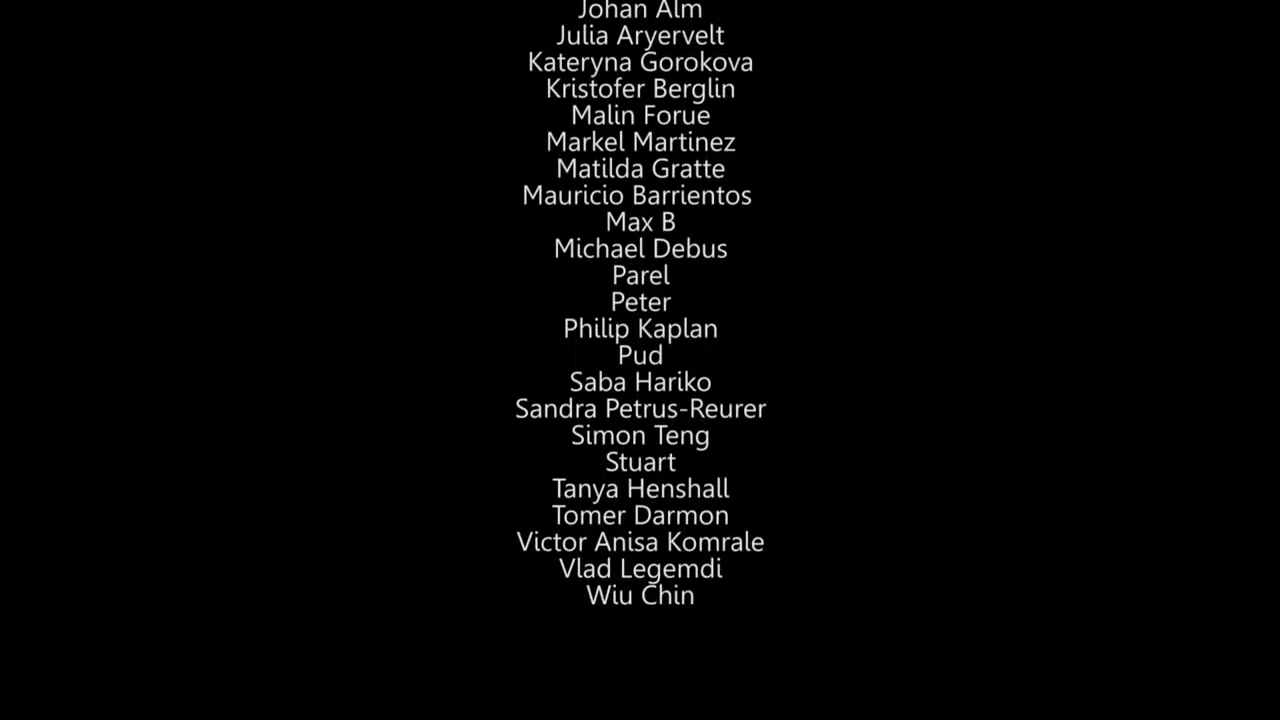 Johan Alm
Julia Aryervelt
Kateryna Gorokova
Kristofer Berglin
Malin Forue
Markel Martinez
Matilda Gratte
Mauricio Barrientos
Max B
Michael Debus
Parel
Peter
Philip Kaplan
Pud
Saba Hariko
Sandra Petrus-Reurer
Simon Teng
Stuart
Tanya Henshall
Tomer Darmon
Victor Anisa Komrale
Vlad Legemdi
Wiu Chin